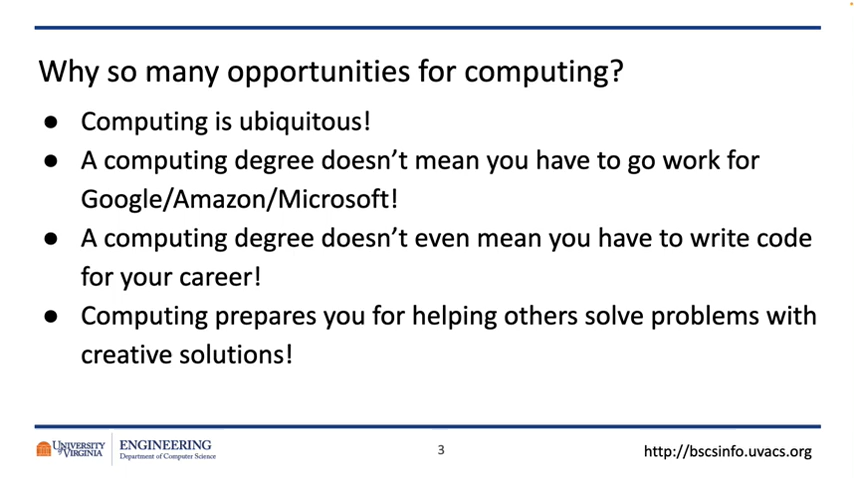 Why so many opportunities for computing?
● Computing is ubiquitous!
● A computing degree doesn't mean you have to go work for
Google/Amazon/Microsoft!
● A computing degree doesn't even mean you have to write code
for your career!
● Computing prepares you for helping others solve problems with
creative solutions!
UNIVERSITY
of VIRGINIA
ENGINEERING
Department of Computer Science
3
http://bscsinfo.uvacs.org